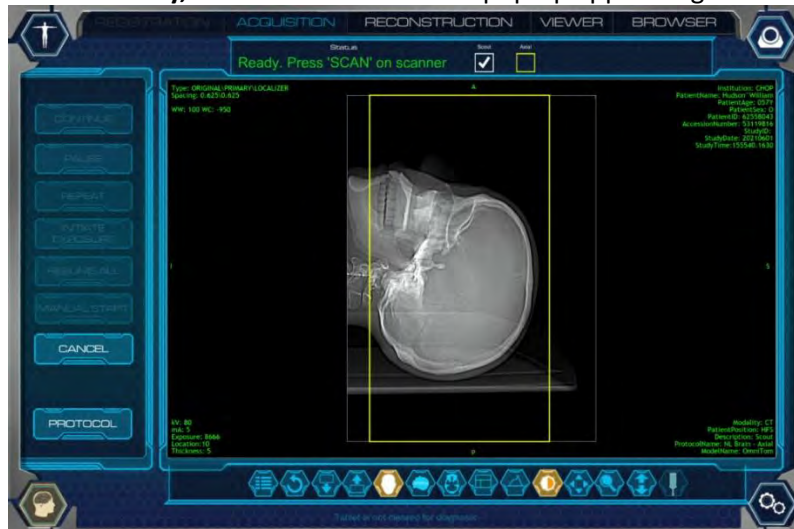 REGISTRATION ACQUISITION RECONSTRUCTION VIEWER BROWSER
Status
Scout
Axial
Ready. Press 'SCAN' on scanner
CONTINUE
PAUSE
REPEAT
INITIATE
EXPOSURE
RESUME ALL
MANUAL START
CANCEL
PROTOCOL
Type: ORIGINAL\PRIMARY\LOCALIZER
Spacing: 0.625\0.625
WW: 100 WC: -950
A
Institution: CHOP
PatientName: Hudson^William
PatientAge: 057Y
PatientSex: O
PatientID: 62558043
AccessionNumber: 53119816
StudyID:
StudyDate: 20210601
StudyTime:155540.1630
I
S
kV: 80
mA: 5
Exposure: 8666
Location:10
Thickness: 5
P
Modality: CT
PatientPosition: HFS
Description: Scout
ProtocolName: NL Brain - Axial
ModelName: OmniTom
Tablet is not cleared for diagnosis